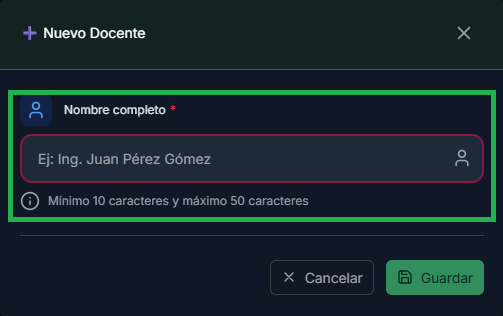 Nuevo Docente
Nombre completo *
Ej: Ing. Juan Pérez Gómez
Mínimo 10 caracteres y máximo 50 caracteres
Cancelar
Guardar